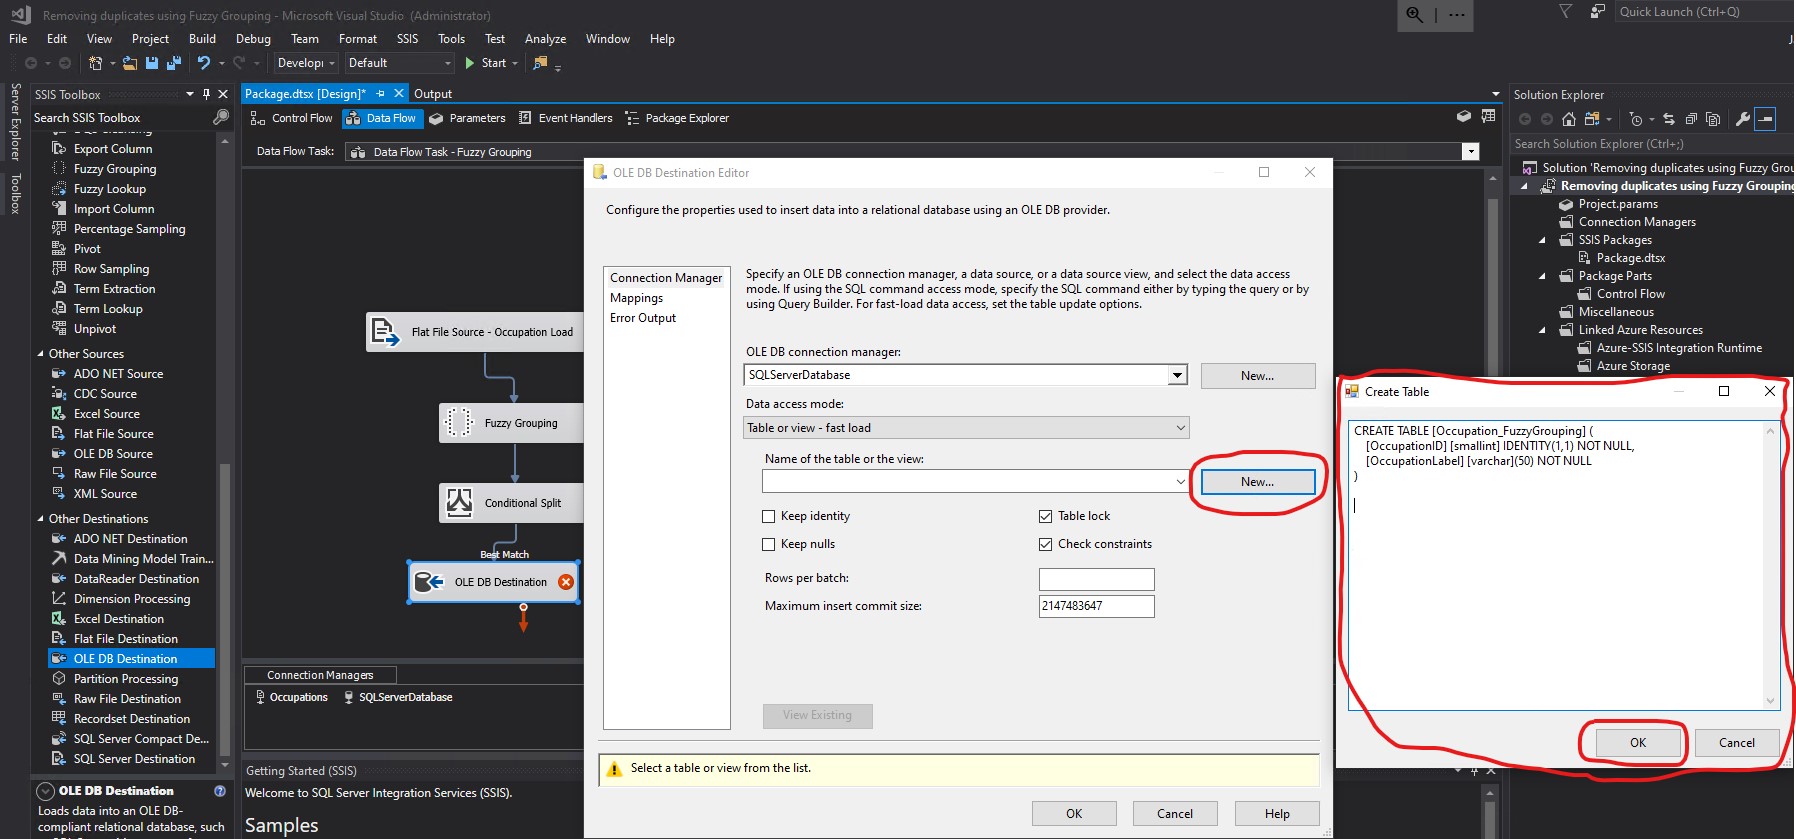 Removing duplicates using Fuzzy Grouping - Microsoft Visual Studio (Administrator)
Quick Launch (Ctrl+Q)
File Edit View Project Build Debug Team Format SSIS Tools Test Analyze Window Help
Developı Default Start
Server Explorer
Toolbox
SSIS Toolbox
Search SSIS Toolbox
Export Column
Fuzzy Grouping
Fuzzy Lookup
Import Column
Percentage Sampling
Pivot
Row Sampling
Term Extraction
Term Lookup
Unpivot
Other Sources
ADO NET Source
CDC Source
Excel Source
Flat File Source
OLE DB Source
Raw File Source
XML Source
Other Destinations
ADO NET Destination
Data Mining Model Train...
DataReader Destination
Dimension Processing
Excel Destination
Flat File Destination
OLE DB Destination
Partition Processing
Raw File Destination
Recordset Destination
SQL Server Compact De...
SQL Server Destination
OLE DB Destination
Loads data into an OLE DB-
compliant relational database, such
Package.dtsx [Design]* Output
Control Flow Data Flow Parameters Event Handlers Package Explorer
Data Flow Task: Data Flow Task - Fuzzy Grouping
Flat File Source - Occupation Load
Fuzzy Grouping
Conditional Split
Best Match
OLE DB Destination
Connection Managers
Occupations SQLServerDatabase
Getting Started (SSIS)
Welcome to SQL Server Integration Services (SSIS).
Samples
OLE DB Destination Editor
Configure the properties used to insert data into a relational database using an OLE DB provider.
Connection Manager
Mappings
Error Output
Specify an OLE DB connection manager, a data source, or a data source view, and select the data access
mode. If using the SQL command access mode, specify the SQL command either by typing the query or by
using Query Builder. For fast-load data access, set the table update options.
OLE DB connection manager:
SQLServerDatabase New...
Data access mode:
Table or view - fast load
Name of the table or the view:
New...
Keep identity Table lock
Keep nulls Check constraints
Rows per batch:
Maximum insert commit size: 2147483647
View Existing
Select a table or view from the list.
OK Cancel Help
Solution Explorer
Search Solution Explorer (Ctrl+;)
Solution 'Removing duplicates using Fuzzy Grou
Removing duplicates using Fuzzy Grouping
Project.params
Connection Managers
SSIS Packages
Package.dtsx
Package Parts
Control Flow
Miscellaneous
Linked Azure Resources
Azure-SSIS Integration Runtime
Azure Storage
Create Table
CREATE TABLE [Occupation_FuzzyGrouping] (
[OccupationID] [smallint] IDENTITY(1,1) NOT NULL,
[OccupationLabel] [varchar](50) NOT NULL
)
OK Cancel